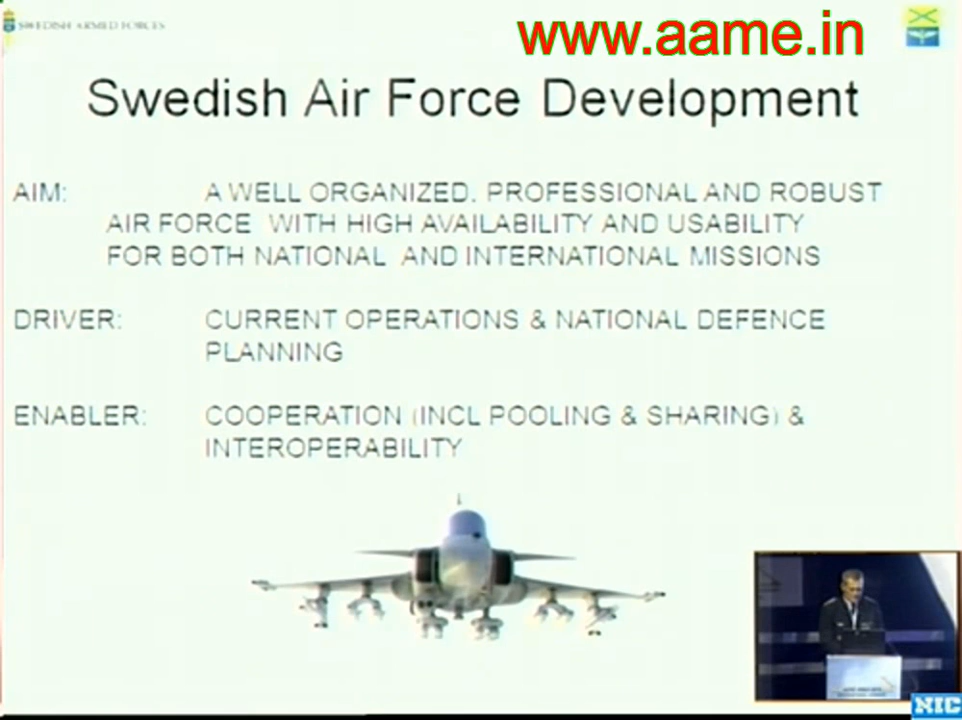 SWEDISH ARMED FORCES
www.aame.in
Swedish Air Force Development
AIM: A WELL ORGANIZED, PROFESSIONAL AND ROBUST
AIR FORCE WITH HIGH AVAILABILITY AND USABILITY
FOR BOTH NATIONAL AND INTERNATIONAL MISSIONS
DRIVER: CURRENT OPERATIONS & NATIONAL DEFENCE
PLANNING
ENABLER: COOPERATION (INCL POOLING & SHARING) &
INTEROPERABILITY
NIC